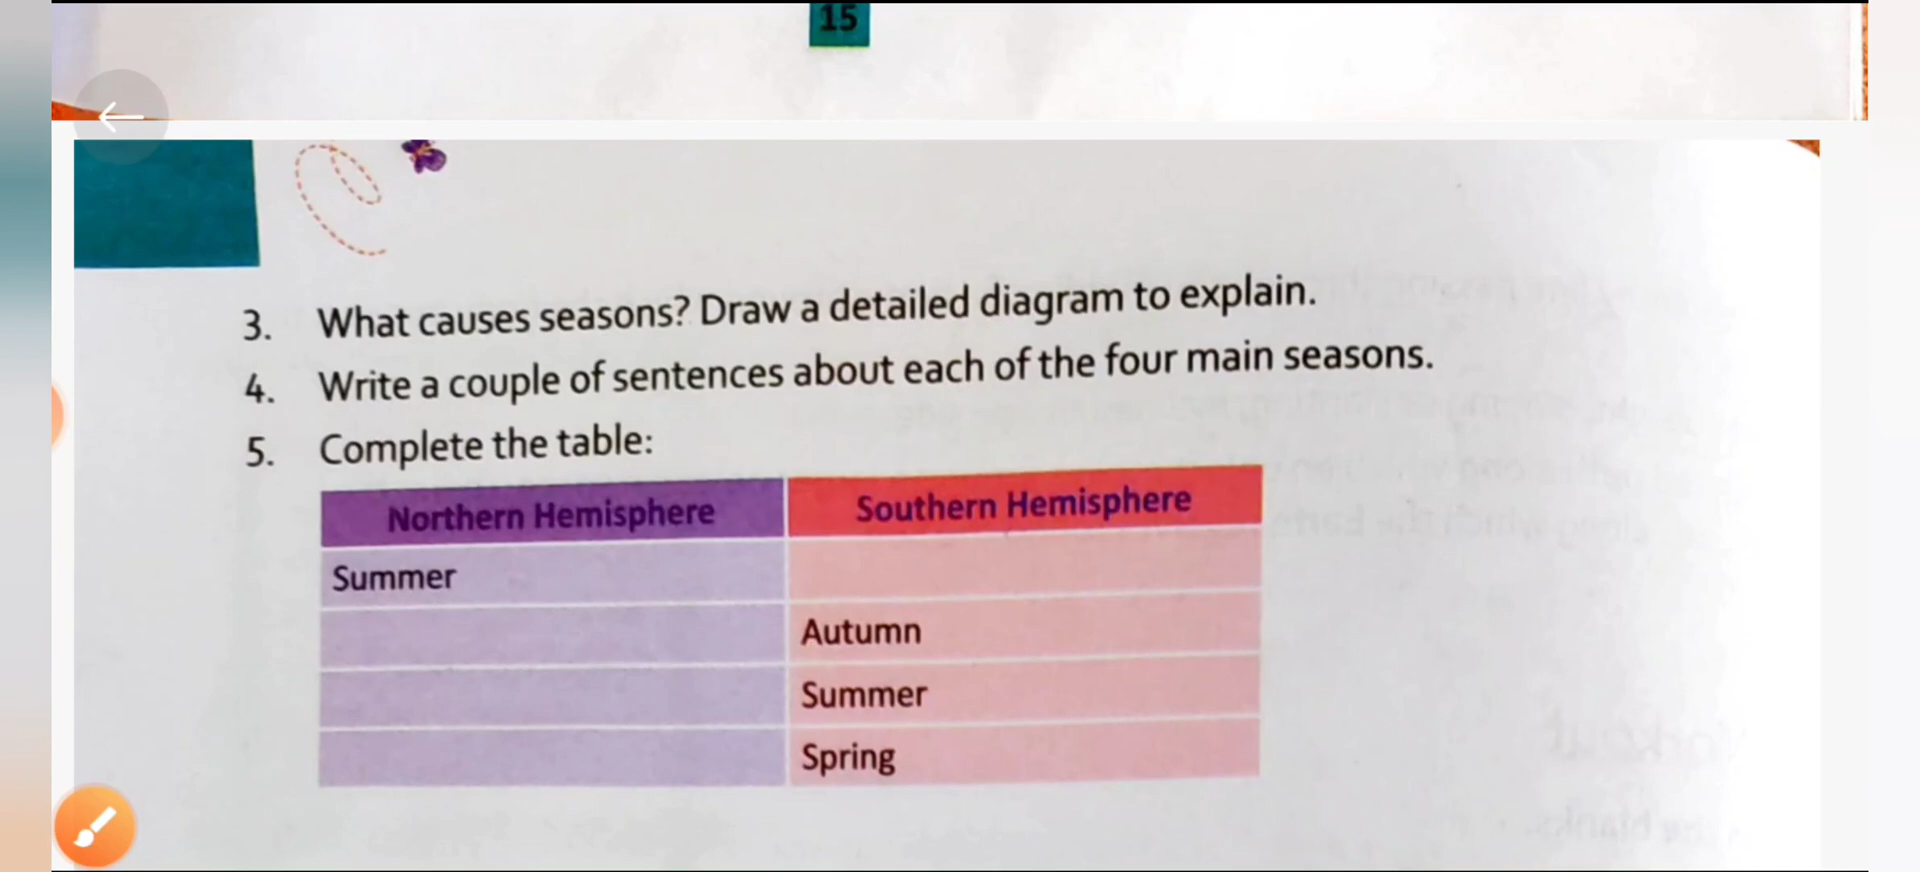 15
3. What causes seasons? Draw a detailed diagram to explain.
4. Write a couple of sentences about each of the four main seasons.
5. Complete the table:
Northern Hemisphere Southern Hemisphere
Summer
Autumn
Summer
Spring